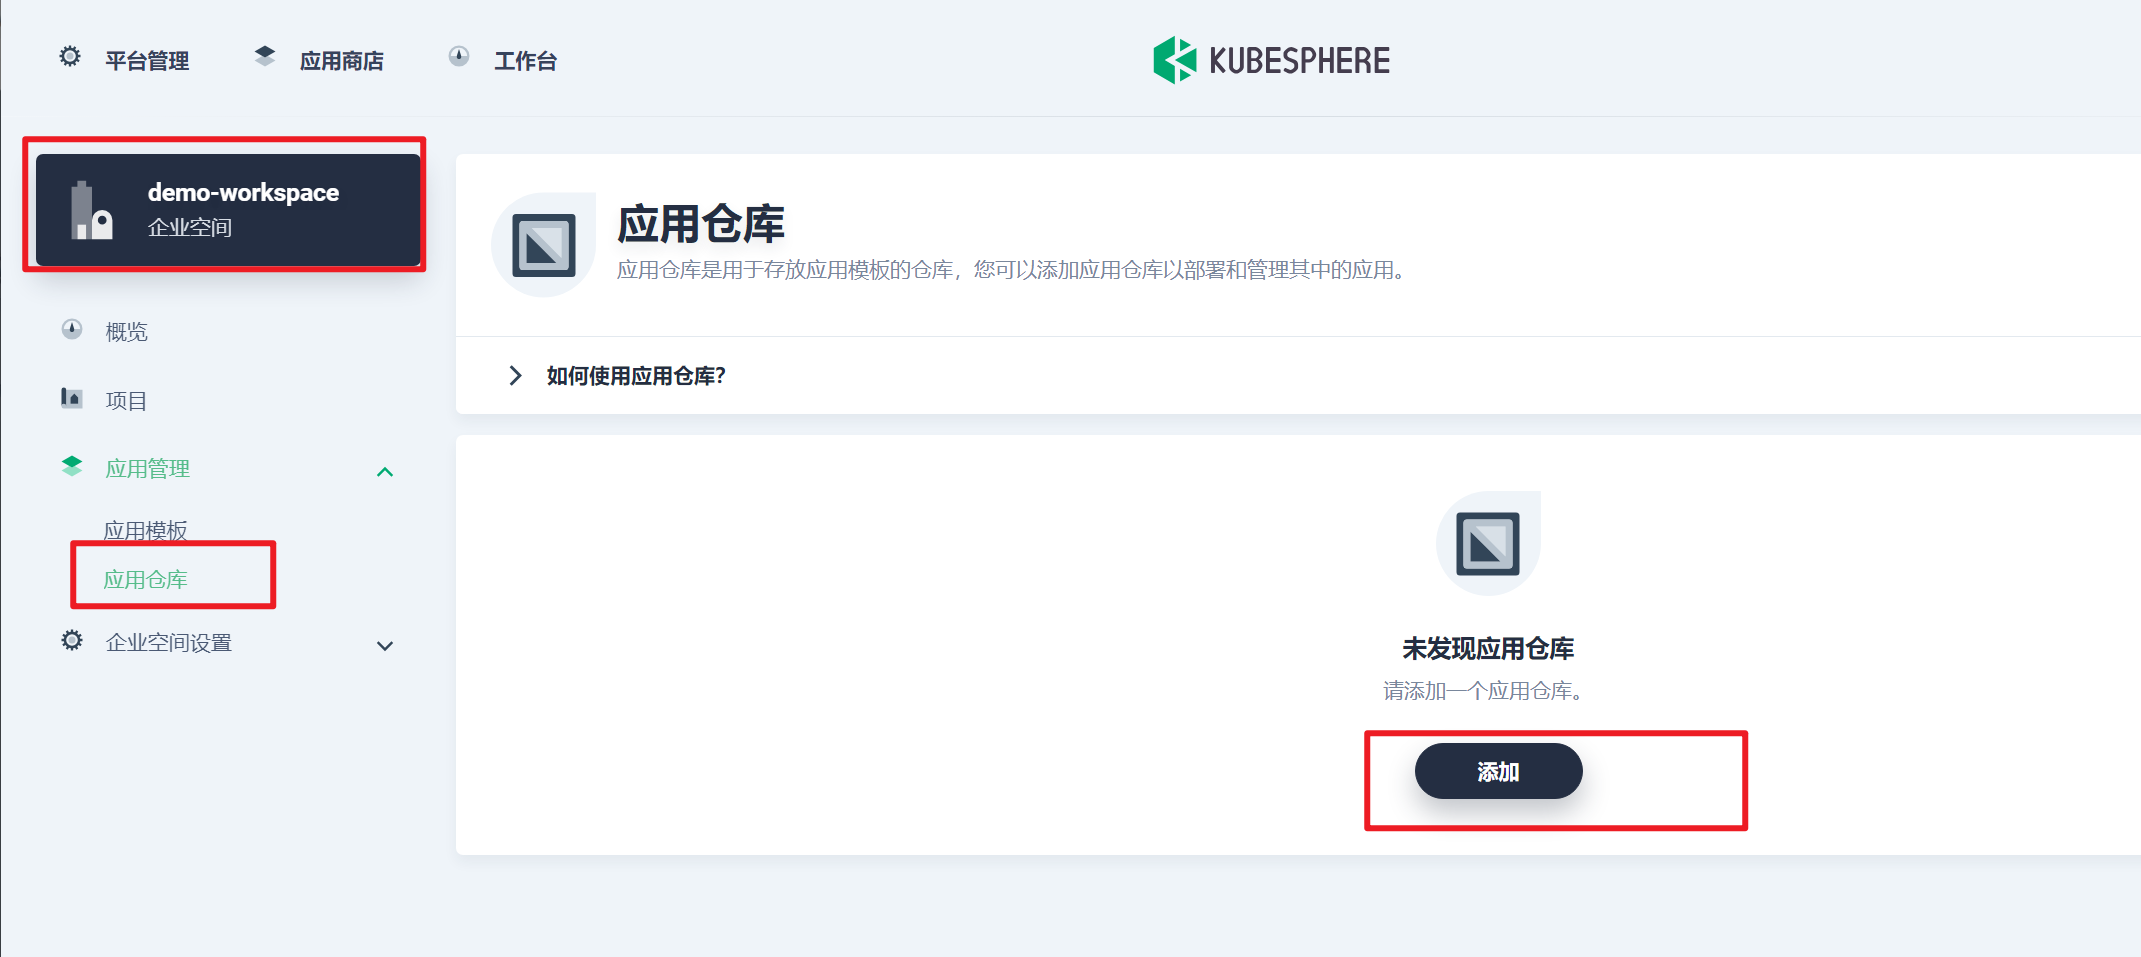 平台管理
应用商店
工作台
KUBESPHERE
demo-workspace
企业空间
概览
项目
应用管理
应用模板
应用仓库
企业空间设置
应用仓库
应用仓库是用于存放应用模板的仓库，您可以添加应用仓库以部署和管理其中的应用。
如何使用应用仓库?
未发现应用仓库
请添加一个应用仓库。
添加